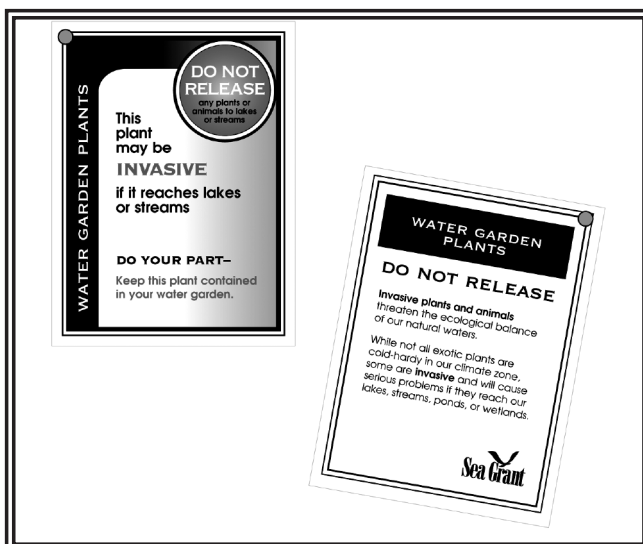 WATER GARDEN PLANTS
DO NOT
RELEASE
any plants or
animals to lakes
or streams
This
plant
may be
INVASIVE
if it reaches lakes
or streams
DO YOUR PART–
Keep this plant contained
in your water garden.
WATER GARDEN
PLANTS
DO NOT RELEASE
Invasive plants and animals
threaten the ecological balance
of our natural waters.
While not all exotic plants are
cold-hardy in our climate zone,
some are invasive and will cause
serious problems if they reach our
lakes, streams, ponds, or wetlands.
Sea Grant